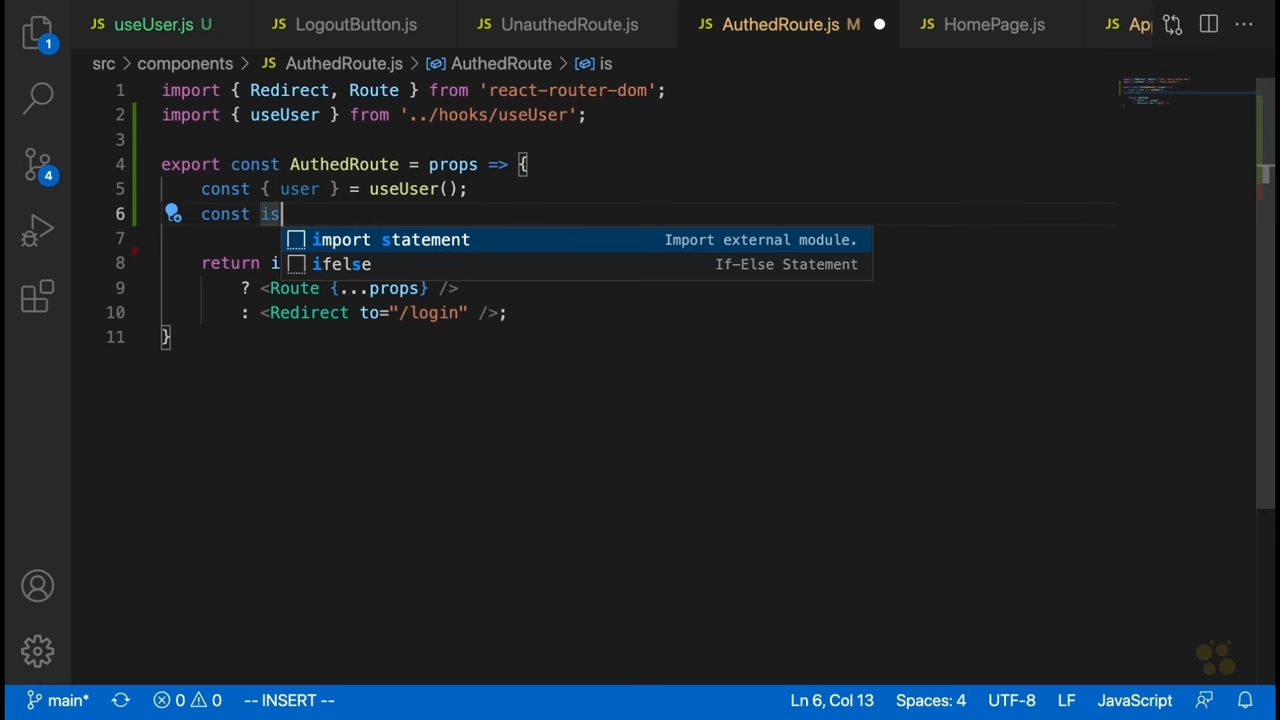 JS useUser.js U JS LogoutButton.js JS UnauthedRoute.js JS AuthedRoute.js M JS HomePage.js JS App
1
src > components > JS AuthedRoute.js > AuthedRoute > is
1 import { Redirect, Route } from 'react-router-dom';
2 import { useUser } from '../hooks/useUser';
3
4 export const AuthedRoute = props => {
5 const { user } = useUser();
6 const is
7
import statement Import external module.
8 return i
ifelse If-Else Statement
9 ? <Route {...props} />
10 : <Redirect to="/login" />;
11 }
4
main* 0 0 -- INSERT -- Ln 6, Col 13 Spaces: 4 UTF-8 LF JavaScript